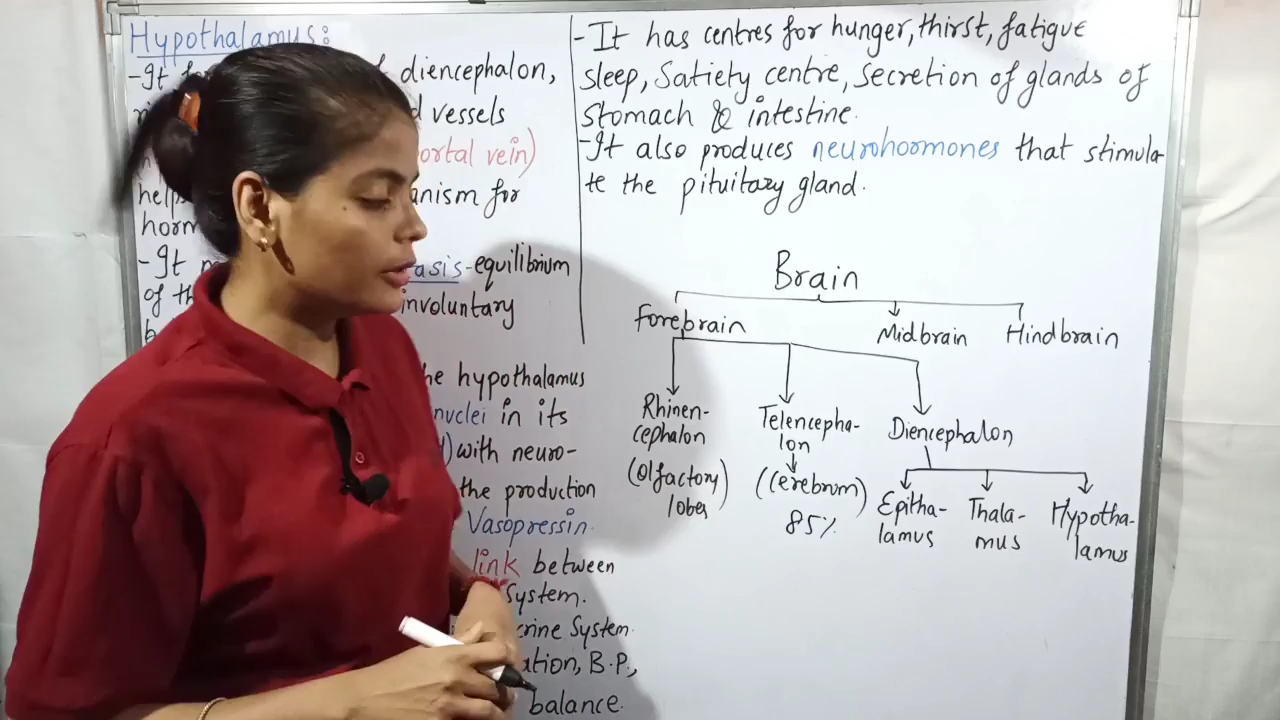 Hypothalamus:
-It diencephalon,
vessels
ortal vein)
help anism for
horm
-It asis-equilibrium
of th involuntary
he hypothalamus
nuclei in its
) with neuro-
the production
Vasopressin.
link between
System.
crine System.
ation, B.P.,
balance.
-It has centres for hunger, thirst, fatigue
sleep, Satiety centre, Secretion of glands of
Stomach & intestine.
-It also produces neurohormones that stimula-
te the pituitary gland.
Brain
Forebrain Midbrain Hindbrain
Rhinen- Telencepha- Diencephalon
cephalon lon
(Olfactory) (Cerebrum) Epitha- Thala- Hypotha-
lobes 85% lamus mus lamus